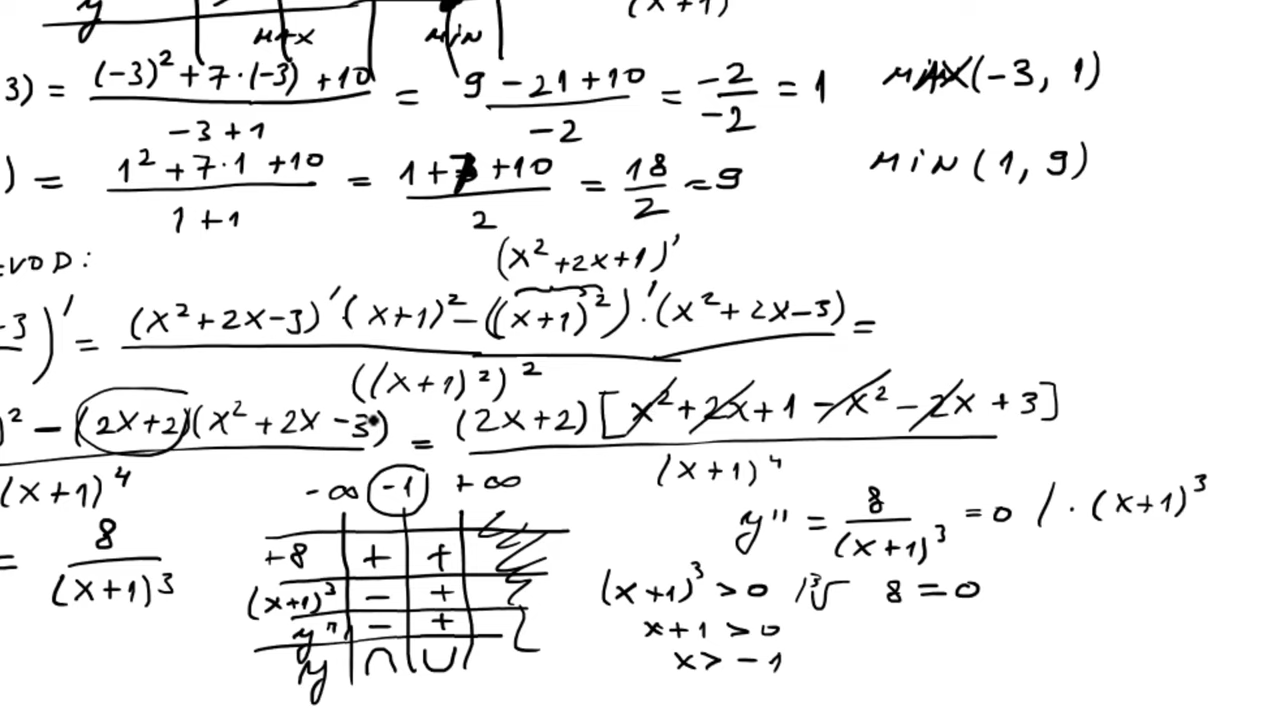 y
max min (x+1)
3) = ((-3)² + 7·(-3) + 10)/(-3+1) = (9 - 21 + 10)/(-2) = (-2)/(-2) = 1 MAX(-3, 1)
) = (1² + 7·1 + 10)/(1+1) = (1 + 7 + 10)/2 = 18/2 = 9 MIN(1, 9)
(x² + 2x + 1)'
EVOD:
-3)' = ((x²+2x-3)'·(x+1)² - ((x+1)²)'·(x²+2x-3))/((x+1)²)² =
)² - (2x+2)(x²+2x-3)/(x+1)⁴ = (2x+2)[x²+2x+1-x²-2x+3]/(x+1)⁴
= 8/(x+1)³
-∞ -1 +∞
+8 + +
(x+1)³ - +
y'' - +
y ∩ ∪
y'' = 8/(x+1)³ = 0 /·(x+1)³
(x+1)³ > 0 /³√ 8 = 0
x+1 > 0
x > -1